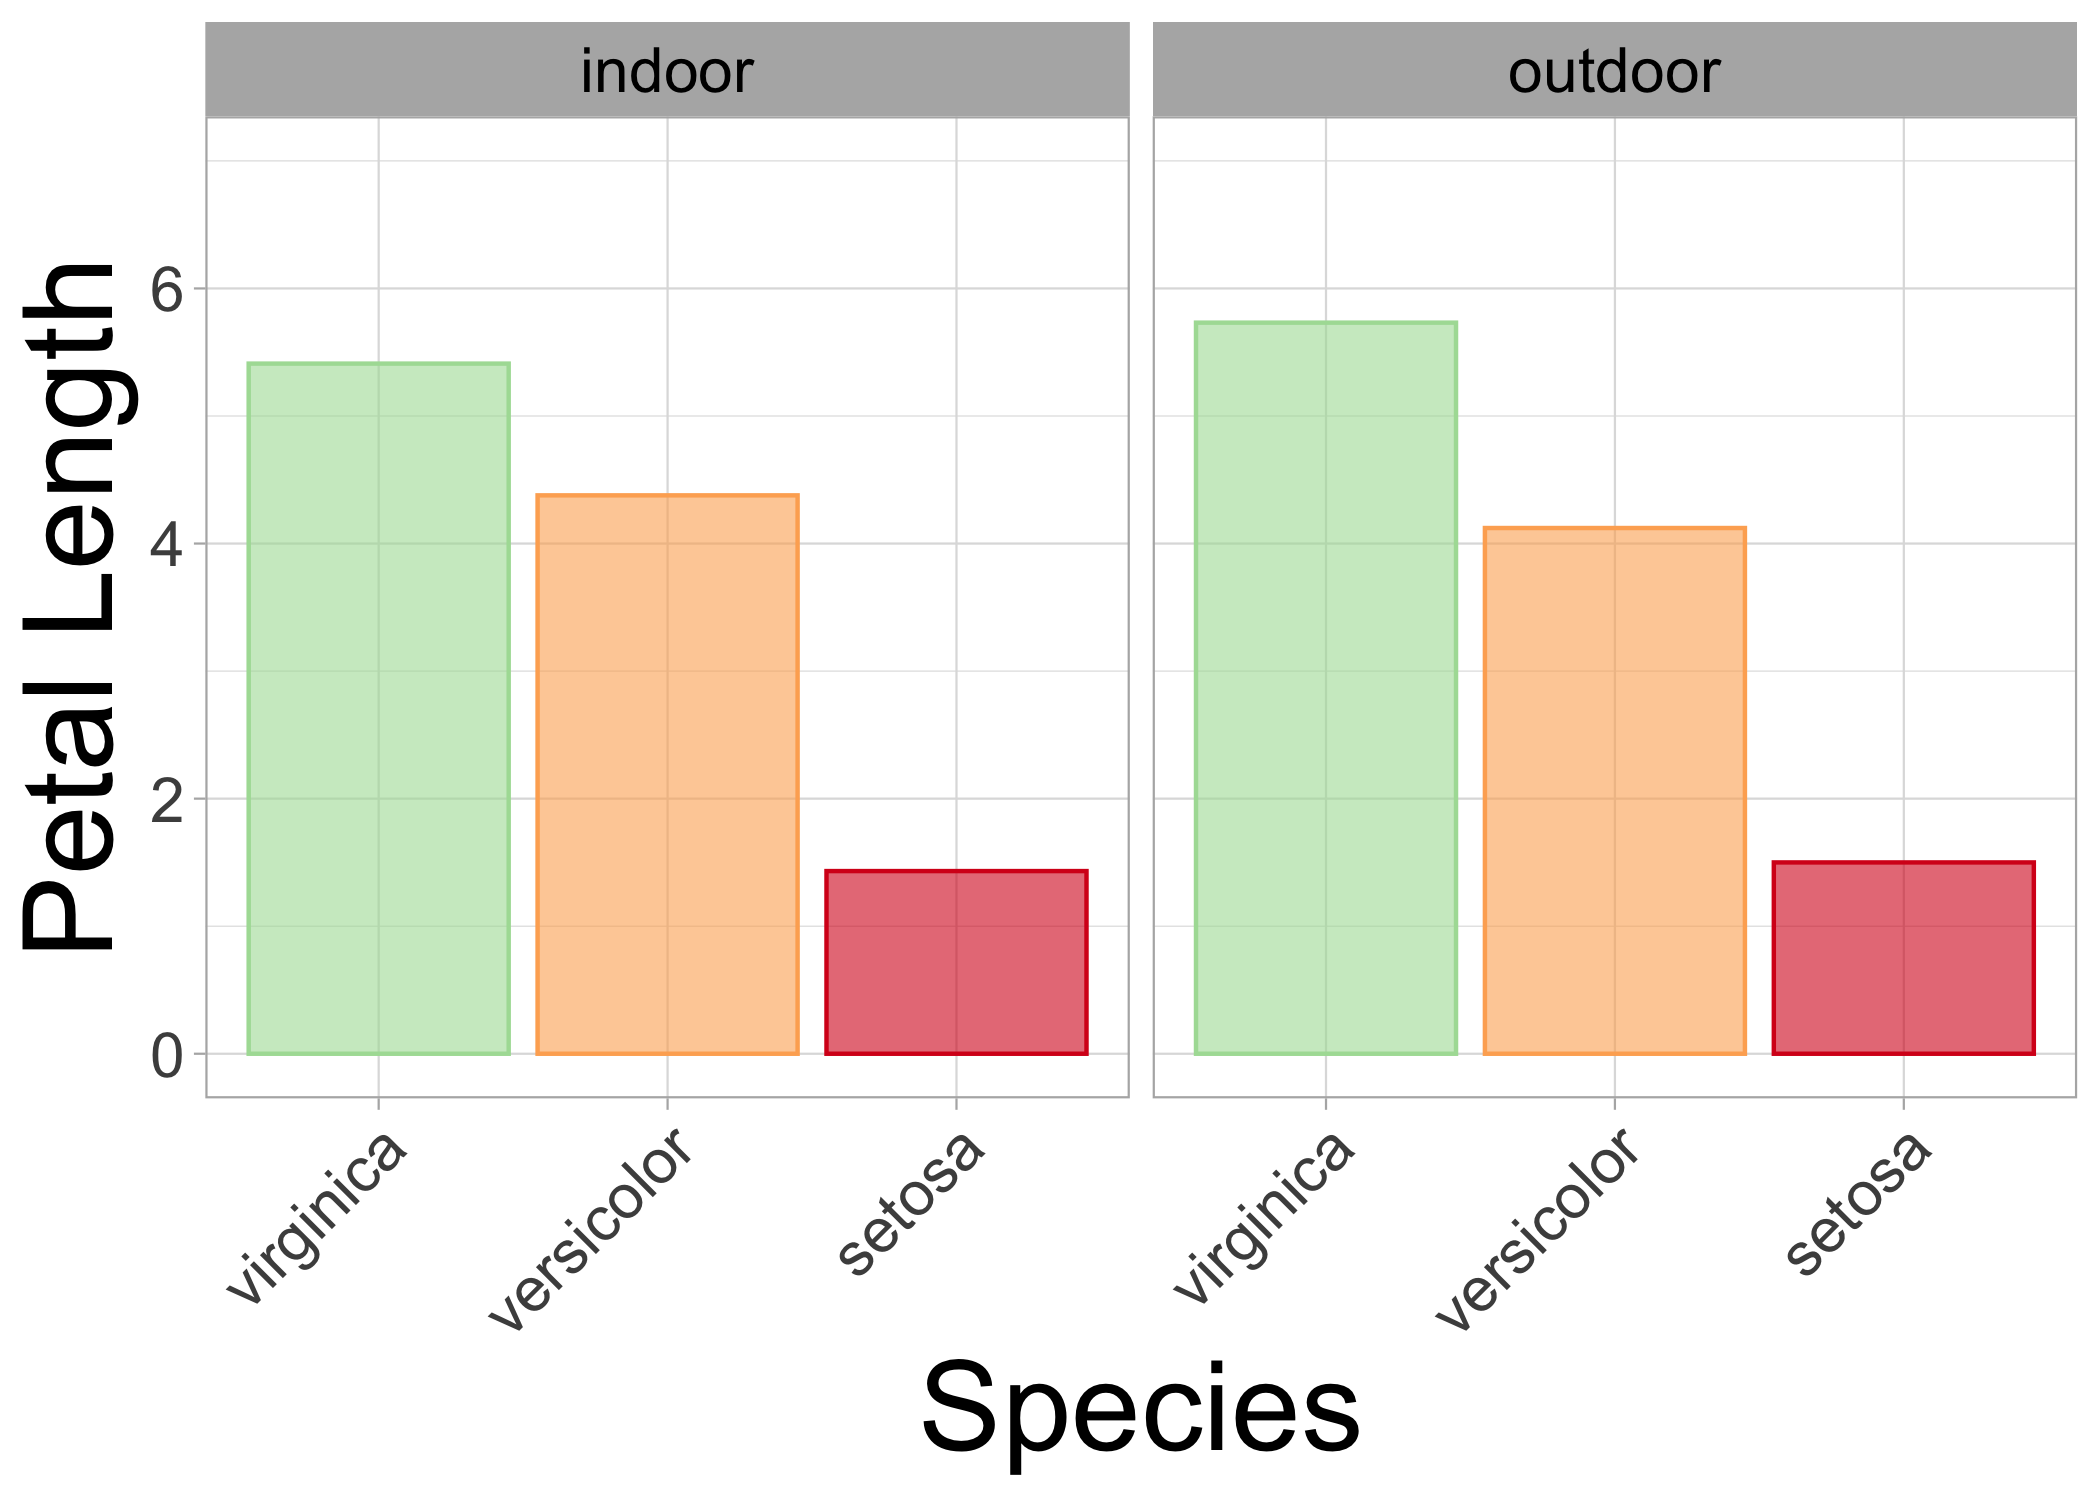 indoor
outdoor
Petal Length
6
4
2
0
virginica
versicolor
setosa
virginica
versicolor
setosa
Species